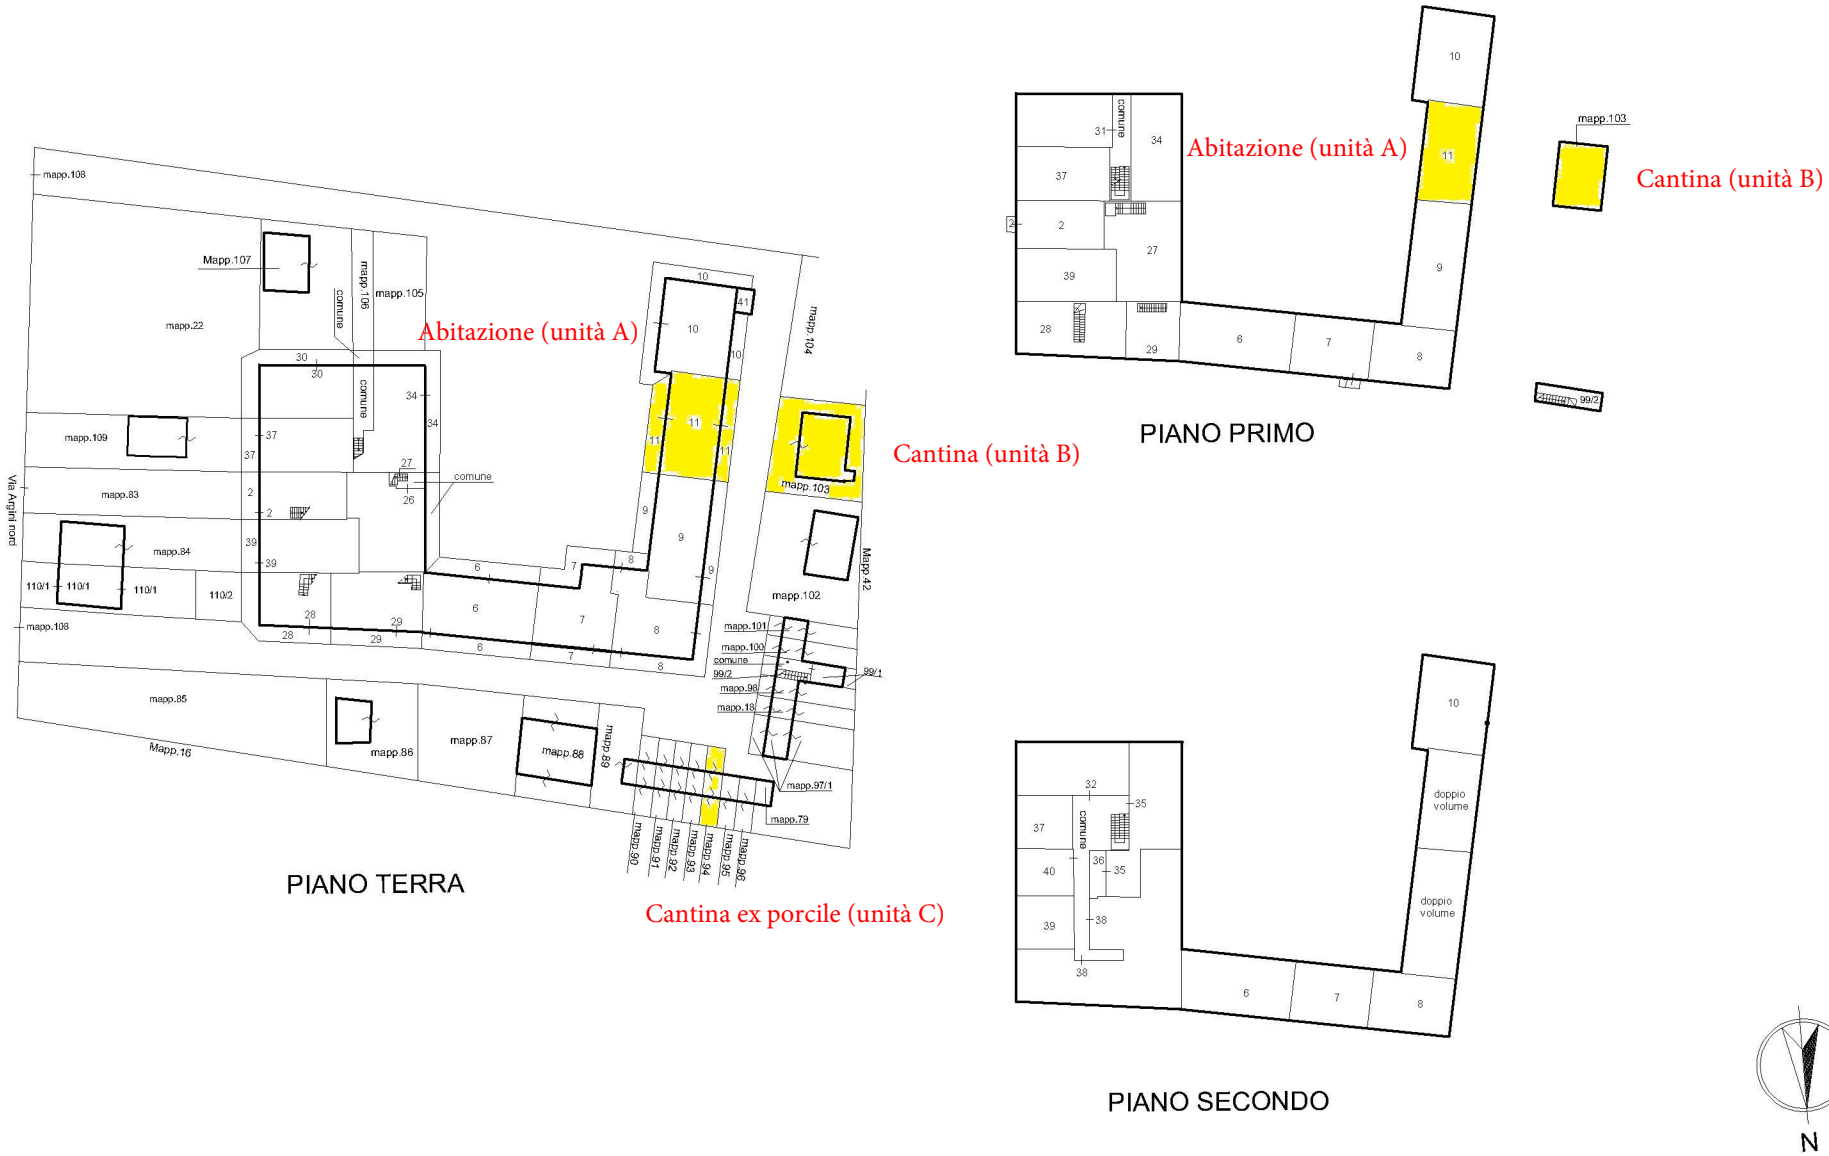 mapp.108
Mapp.107
mapp.22
comune
mapp.106
mapp.105
comune
30
30
34
34
mapp.109
37
37
27
26
comune
Via Argini nord
mapp.83
2
2
mapp.84
39
39
110/1
110/1
110/1
110/2
mapp.108
28
28
29
29
6
6
6
7
7
7
8
8
8
9
9
9
10
10
10
41
11
11
11
Abitazione (unità A)
mapp.104
Cantina (unità B)
mapp.103
Mapp.42
mapp.102
mapp.101
mapp.100
comune
99/2
99/1
mapp.98
mapp.18
mapp.97/1
mapp.79
mapp.85
Mapp.16
mapp.86
mapp.87
mapp.88
mapp.89
mapp.90
mapp.91
mapp.92
mapp.93
mapp.94
mapp.95
mapp.96
PIANO TERRA
Cantina ex porcile (unità C)
10
comune
31
34
Abitazione (unità A)
11
mapp.103
Cantina (unità B)
37
2
2
27
39
9
28
29
6
7
8
99/2
PIANO PRIMO
10
32
35
doppio
volume
37
comune
36
35
40
39
38
38
doppio
volume
6
7
8
PIANO SECONDO
N